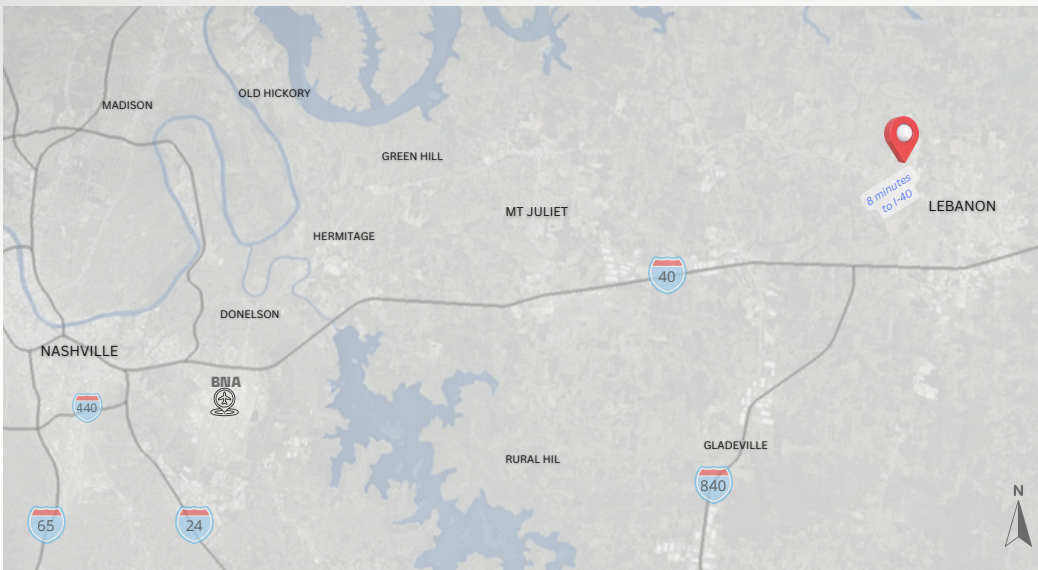 OLD HICKORY
MADISON
GREEN HILL
8 minutes
to I-40
LEBANON
MT JULIET
HERMITAGE
40
DONELSON
NASHVILLE
BNA
440
GLADEVILLE
RURAL HIL
840
N
65
24